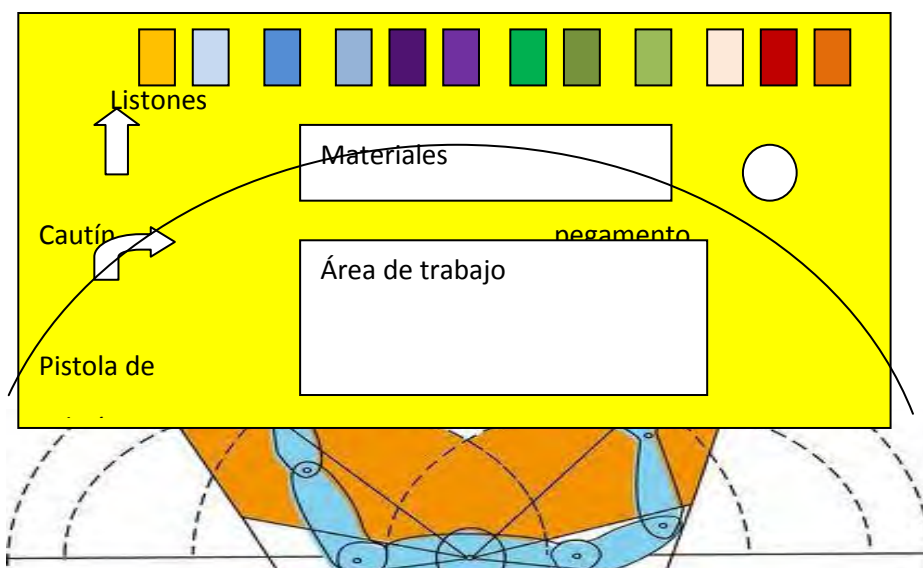 Listones
Materiales
Cautín
pegamento
Área de trabajo
Pistola de